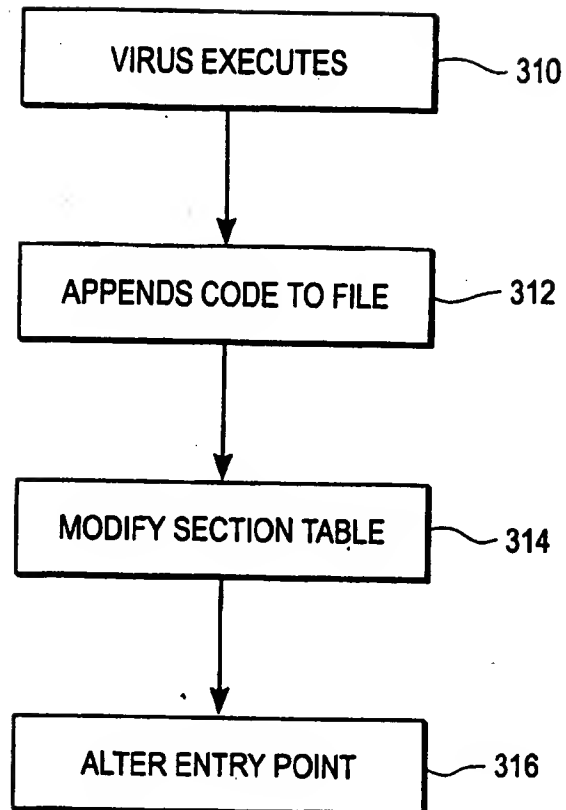 VIRUS EXECUTES
310
APPENDS CODE TO FILE
312
MODIFY SECTION TABLE
314
ALTER ENTRY POINT
316